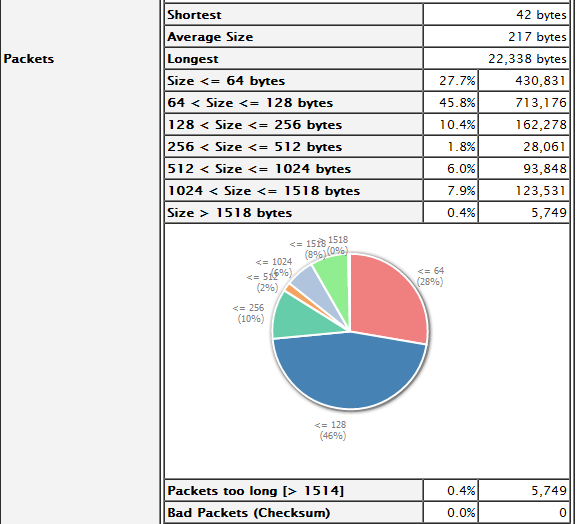 Shortest 42 bytes
Average Size 217 bytes
Packets Longest 22,338 bytes
Size <= 64 bytes 27.7% 430,831
64 < Size <= 128 bytes 45.8% 713,176
128 < Size <= 256 bytes 10.4% 162,278
256 < Size <= 512 bytes 1.8% 28,061
512 < Size <= 1024 bytes 6.0% 93,848
1024 < Size <= 1518 bytes 7.9% 123,531
Size > 1518 bytes 0.4% 5,749
> 1518
(0%)
<= 1518
(8%)
<= 1024
(6%)
<= 512
(2%)
<= 256
(10%)
<= 64
(28%)
<= 128
(46%)
Packets too long [> 1514] 0.4% 5,749
Bad Packets (Checksum) 0.0% 0